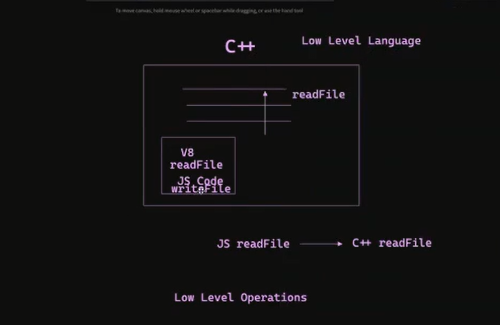 To move canvas, hold mouse wheel or spacebar while dragging, or use the hand tool
C++
Low Level Language
readFile
V8
readFile
JS Code
writeFile
JS readFile
C++ readFile
Low Level Operations